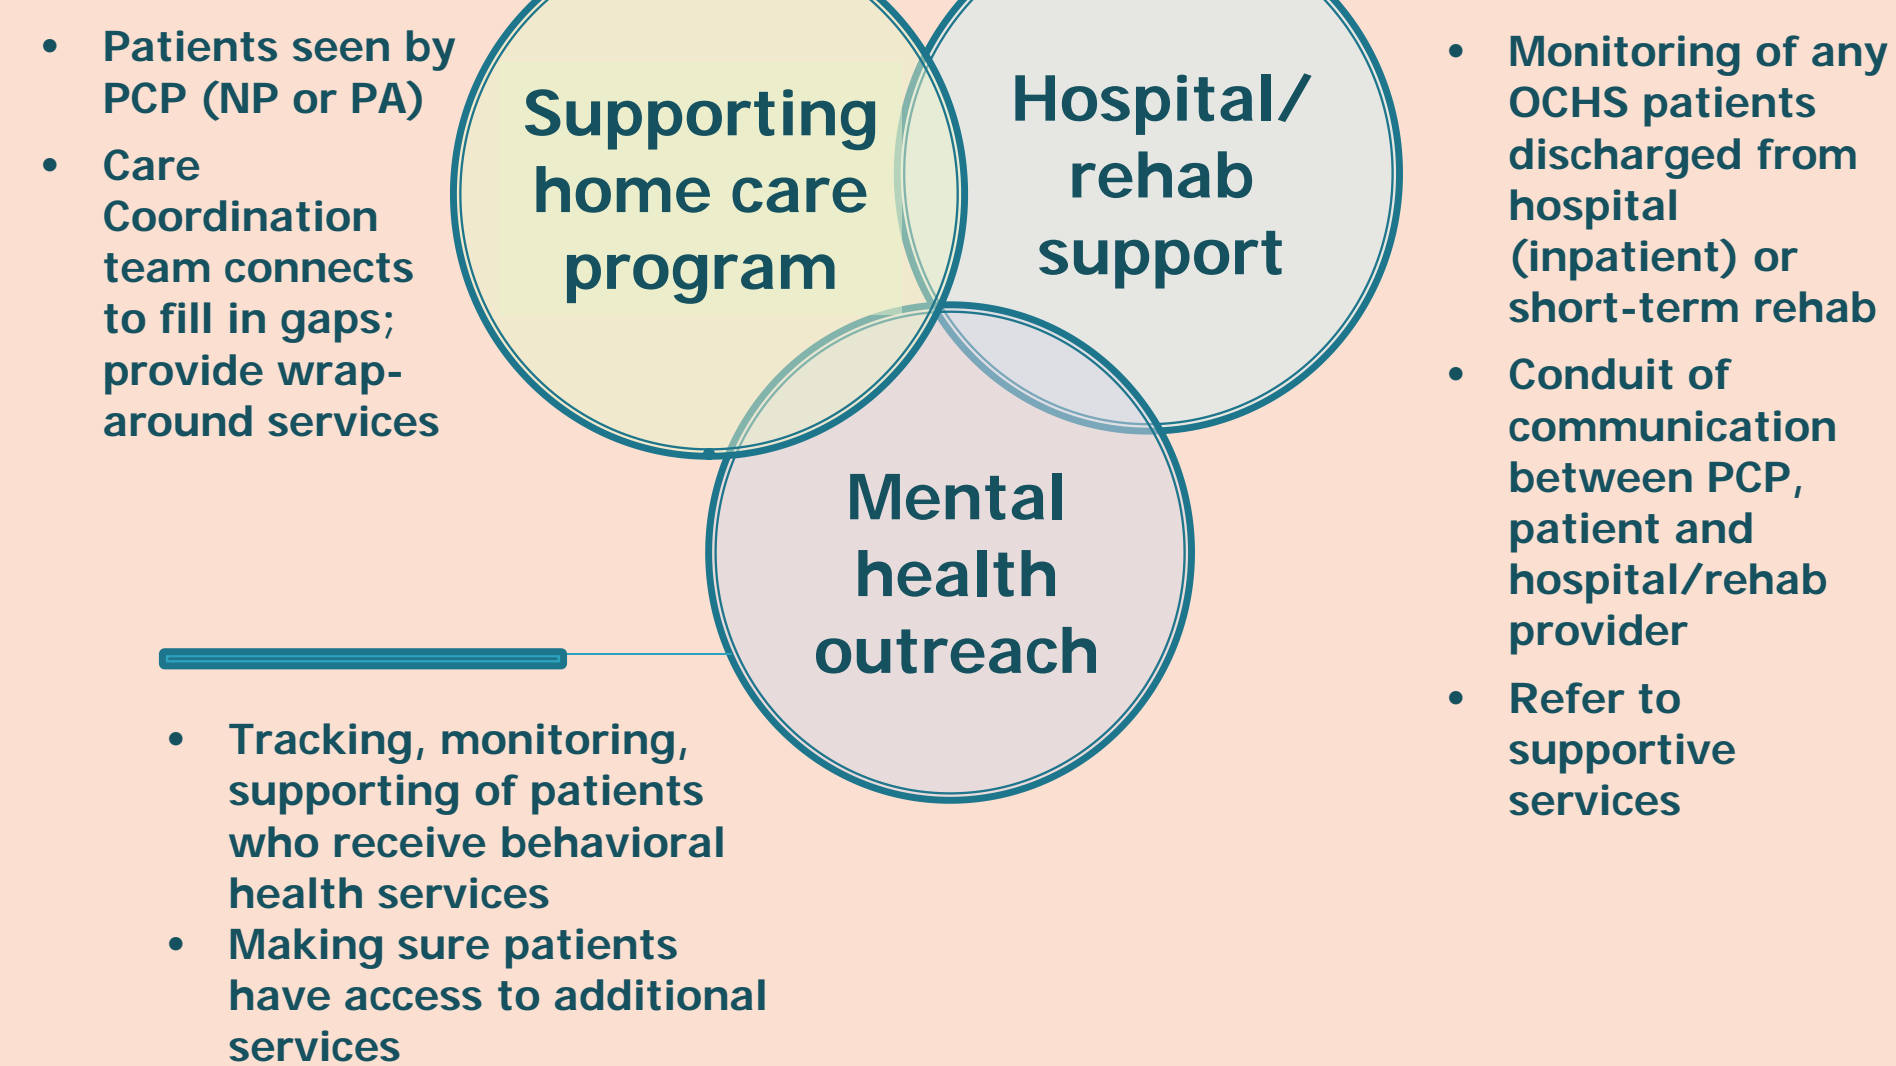 • Patients seen by
PCP (NP or PA)
• Care
Coordination
team connects
to fill in gaps;
provide wrap-
around services
Supporting
home care
program
Hospital/
rehab
support
Mental
health
outreach
• Monitoring of any
OCHS patients
discharged from
hospital
(inpatient) or
short-term rehab
• Conduit of
communication
between PCP,
patient and
hospital/rehab
provider
• Refer to
supportive
services
• Tracking, monitoring,
supporting of patients
who receive behavioral
health services
• Making sure patients
have access to additional
services